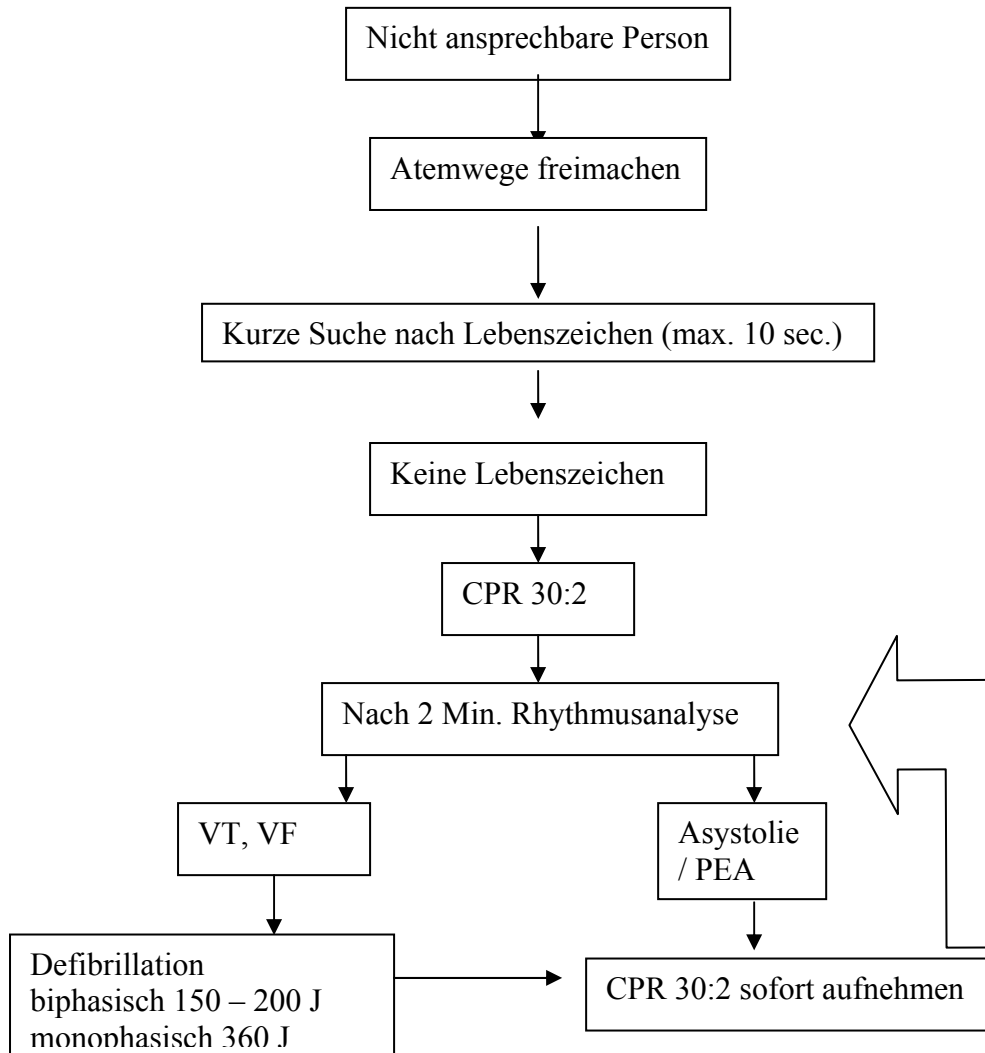 Nicht ansprechbare Person
Atemwege freimachen
Kurze Suche nach Lebenszeichen (max. 10 sec.)
Keine Lebenszeichen
CPR 30:2
Nach 2 Min. Rhythmusanalyse
VT, VF
Asystolie
/ PEA
Defibrillation
biphasisch 150 – 200 J
monophasisch 360 J
CPR 30:2 sofort aufnehmen